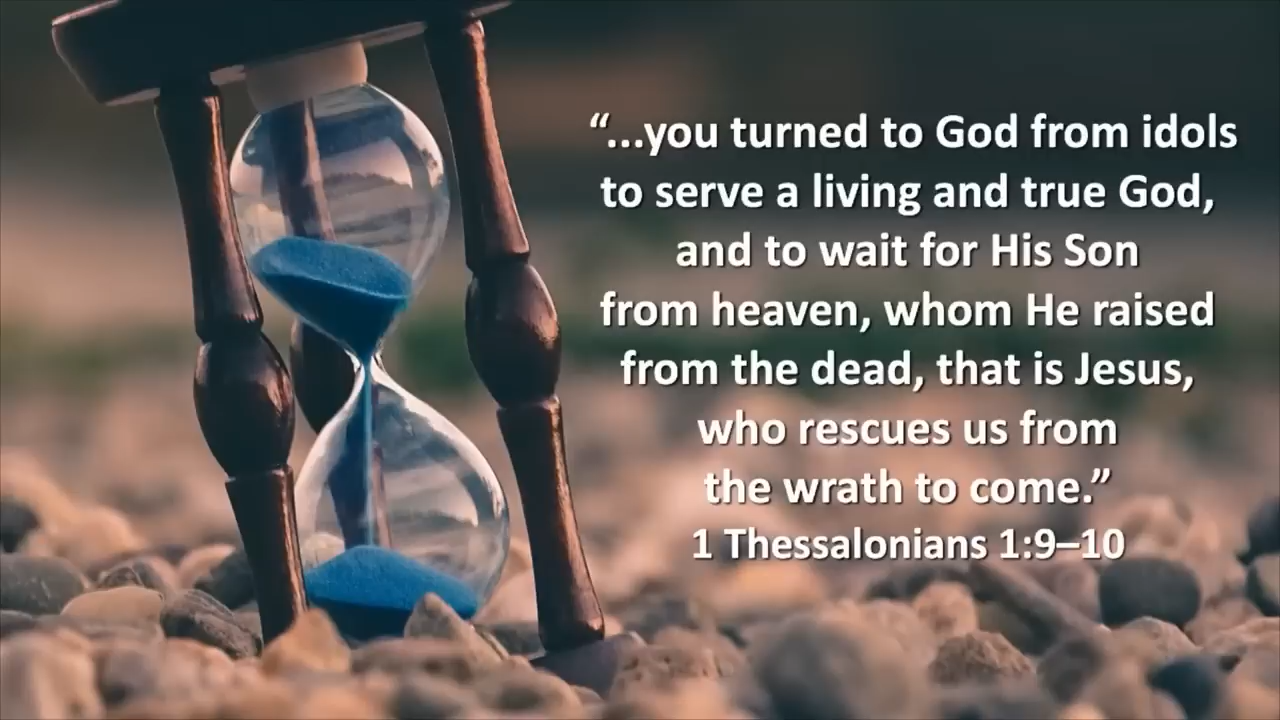 “...you turned to God from idols
to serve a living and true God,
and to wait for His Son
from heaven, whom He raised
from the dead, that is Jesus,
who rescues us from
the wrath to come.”
1 Thessalonians 1:9–10